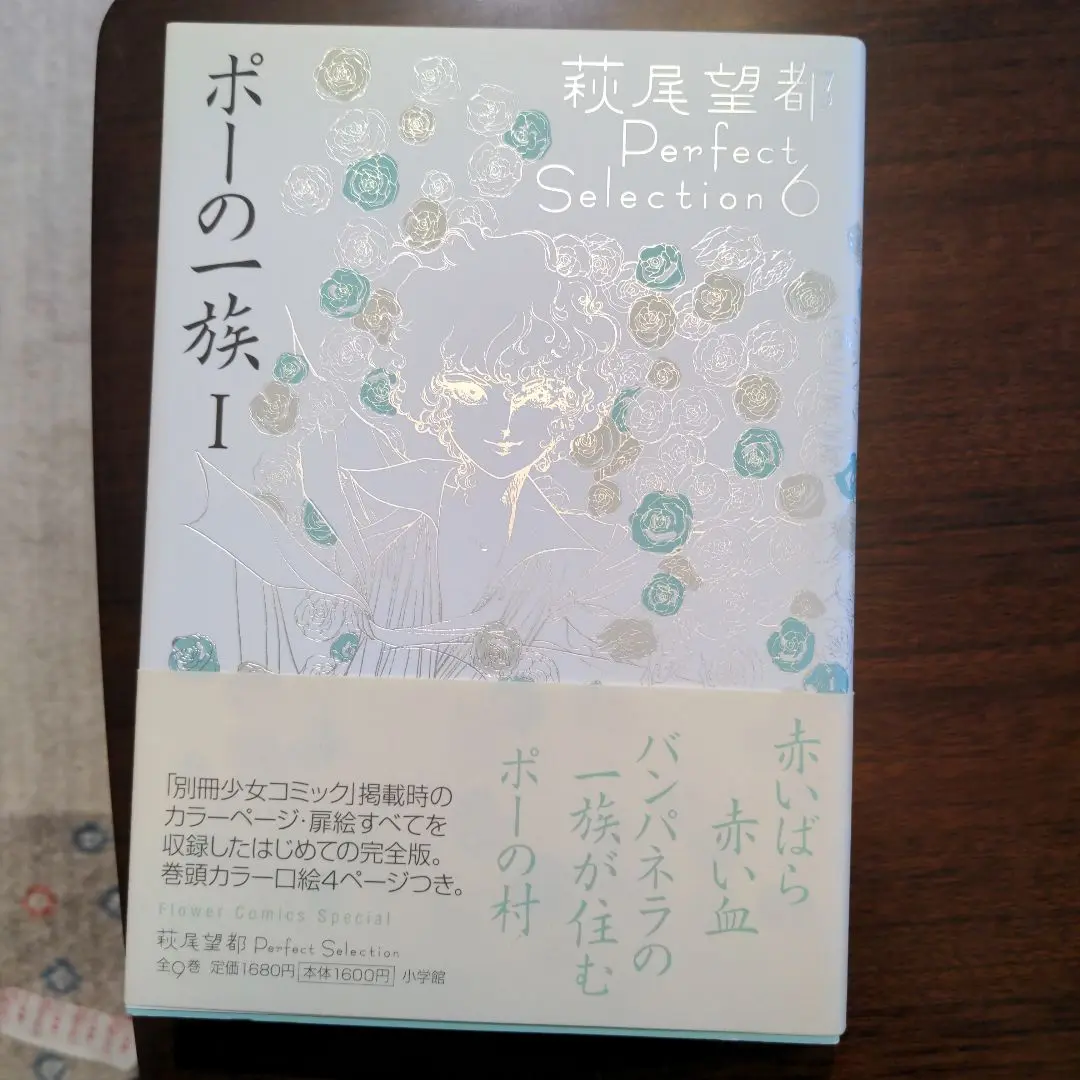 ポーの一族 I
萩尾望都
Perfect
Selection 6
赤いばら
赤い血
バンパネラの
一族が住む
ポーの村
「別冊少女コミック」掲載時の
カラーページ・扉絵すべてを
収録したはじめての完全版。
巻頭カラー口絵4ページつき。
Flower Comics Special
萩尾望都 Perfect Selection
全9巻 定価1680円 本体1600円 小学館